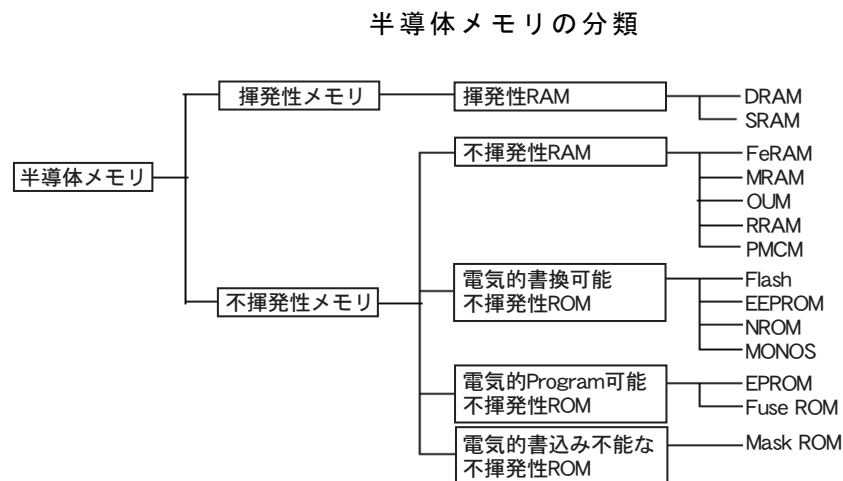 半導体メモリの分類
半導体メモリ
揮発性メモリ
揮発性RAM
DRAM
SRAM
不揮発性メモリ
不揮発性RAM
FeRAM
MRAM
OUM
RRAM
PMCM
電気的書換可能
不揮発性ROM
Flash
EEPROM
NROM
MONOS
電気的Program可能
不揮発性ROM
EPROM
Fuse ROM
電気的書込み不能な
不揮発性ROM
Mask ROM